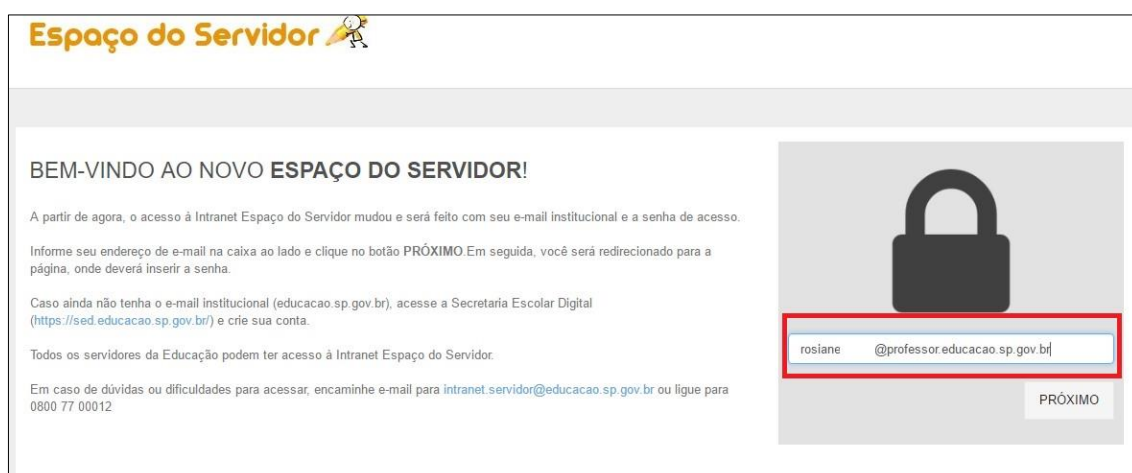 Espaço do Servidor
BEM-VINDO AO NOVO ESPAÇO DO SERVIDOR!
A partir de agora, o acesso á Intranet Espaço do Servidor mudou e será feito com seu e-mail institucional e a senha de acesso.
Informe seu endereço de e-mail na caixa ao lado e clique no botão PRÓXIMO.Em seguida, você será redirecionado para a
página, onde deverá inserir a senha.
Caso ainda não tenha o e-mail institucional (educacao.sp.gov.br), acesse a Secretaria Escolar Digital
(https://sed.educacao.sp.gov.br/) e crie sua conta.
Todos os servidores da Educação podem ter acesso á Intranet Espaço do Servidor.
Em caso de dúvidas ou dificuldades para acessar, encaminhe e-mail para intranet.servidor@educacao.sp.gov.br ou ligue para
0800 77 00012
rosiane @professor.educacao.sp.gov.br
PRÓXIMO